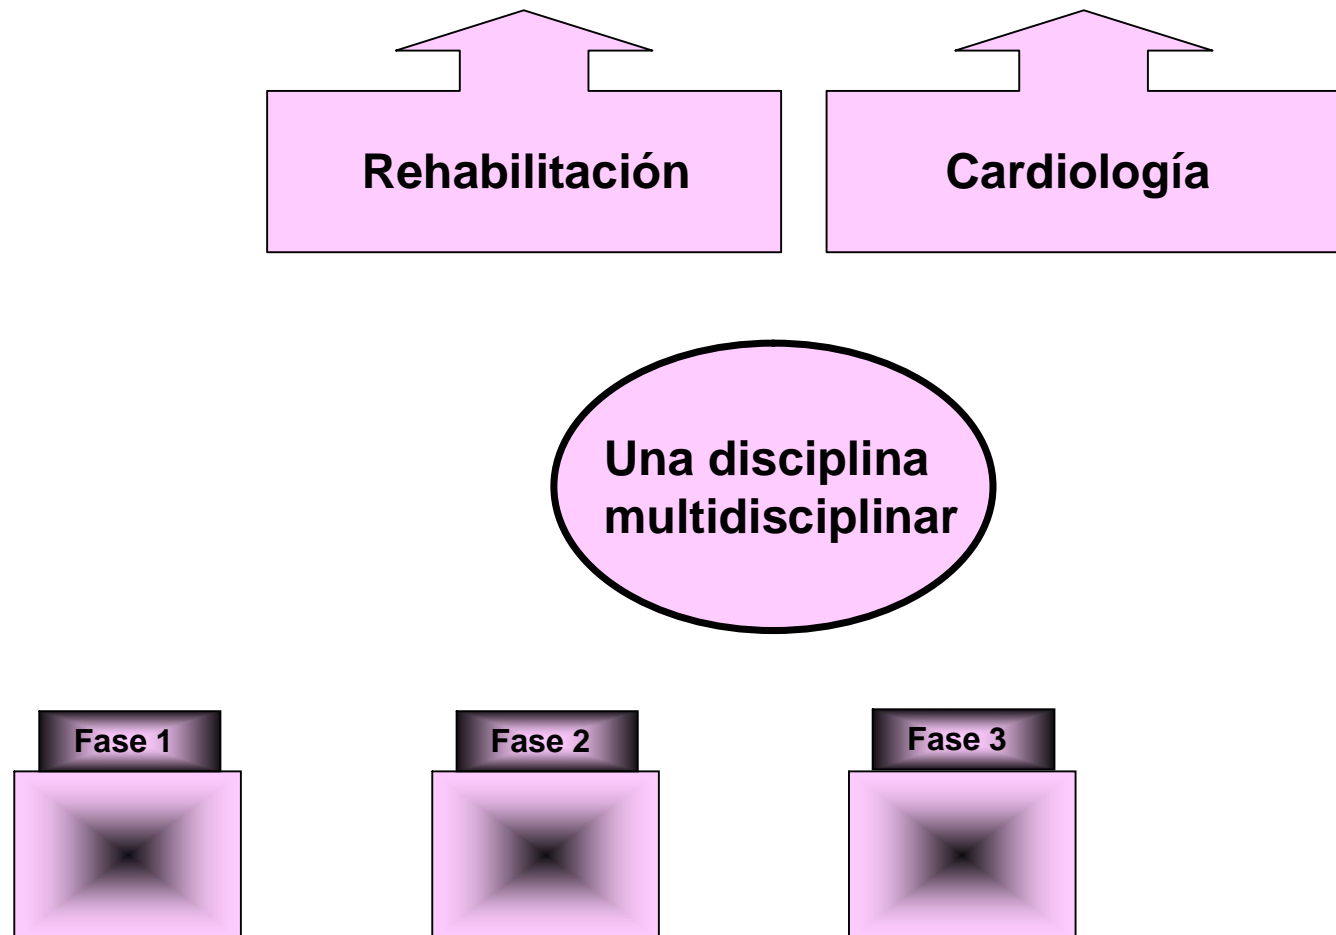 Rehabilitación
Cardiología
Una disciplina
multidisciplinar
Fase 1
Fase 2
Fase 3